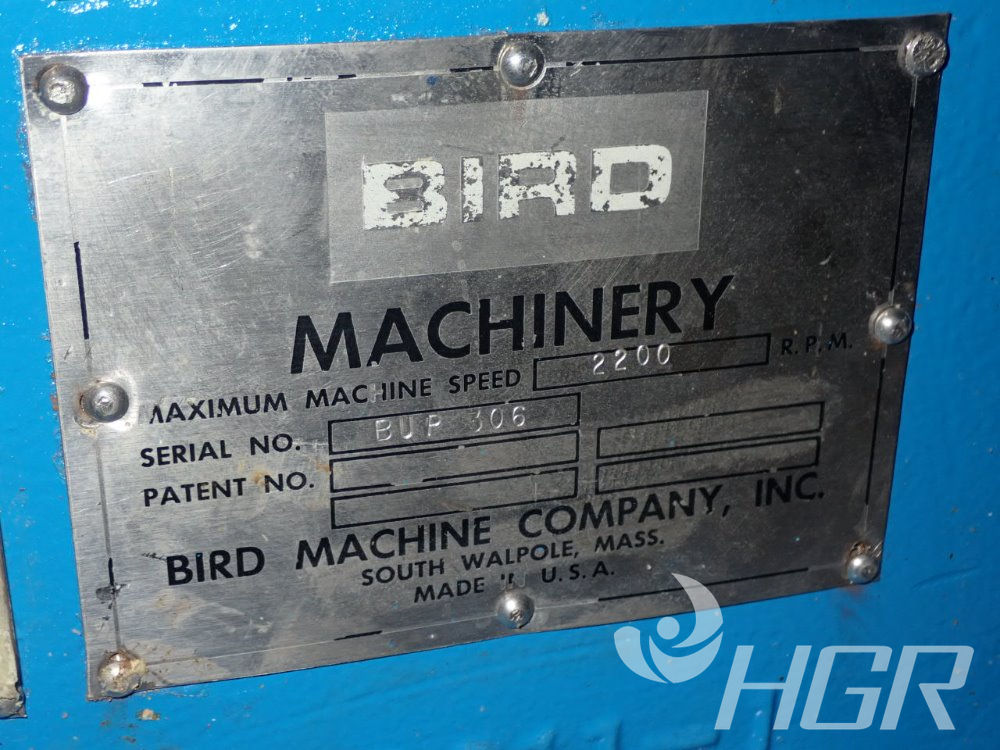 BIRD
MACHINERY
MAXIMUM MACHINE SPEED 2200 R.P.M.
SERIAL NO. BUP 306
PATENT NO.
BIRD MACHINE COMPANY, INC.
SOUTH WALPOLE, MASS.
MADE IN U.S.A.
HGR